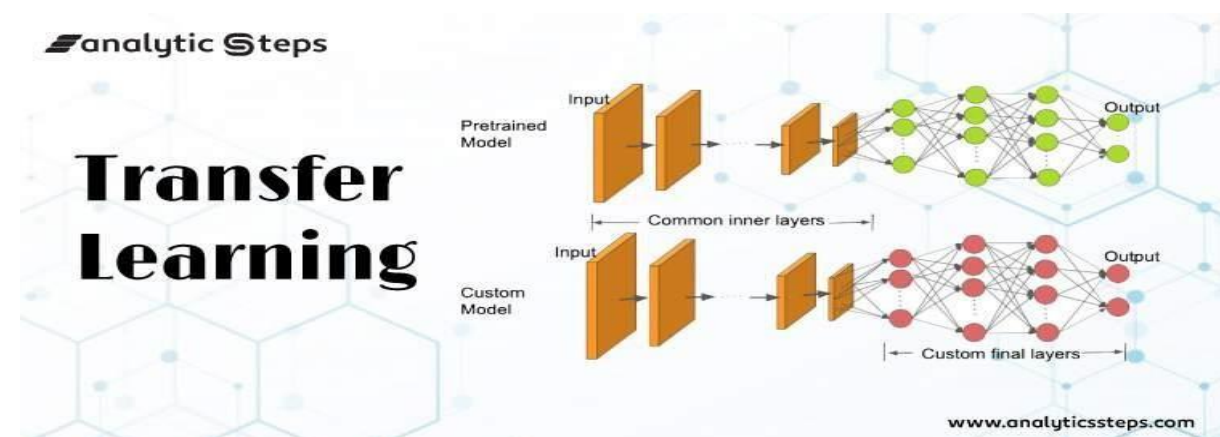 analytic Steps
Transfer
Learning
Pretrained
Model
Input
Output
Common inner layers
Custom
Model
Input
Output
Custom final layers
www.analyticssteps.com